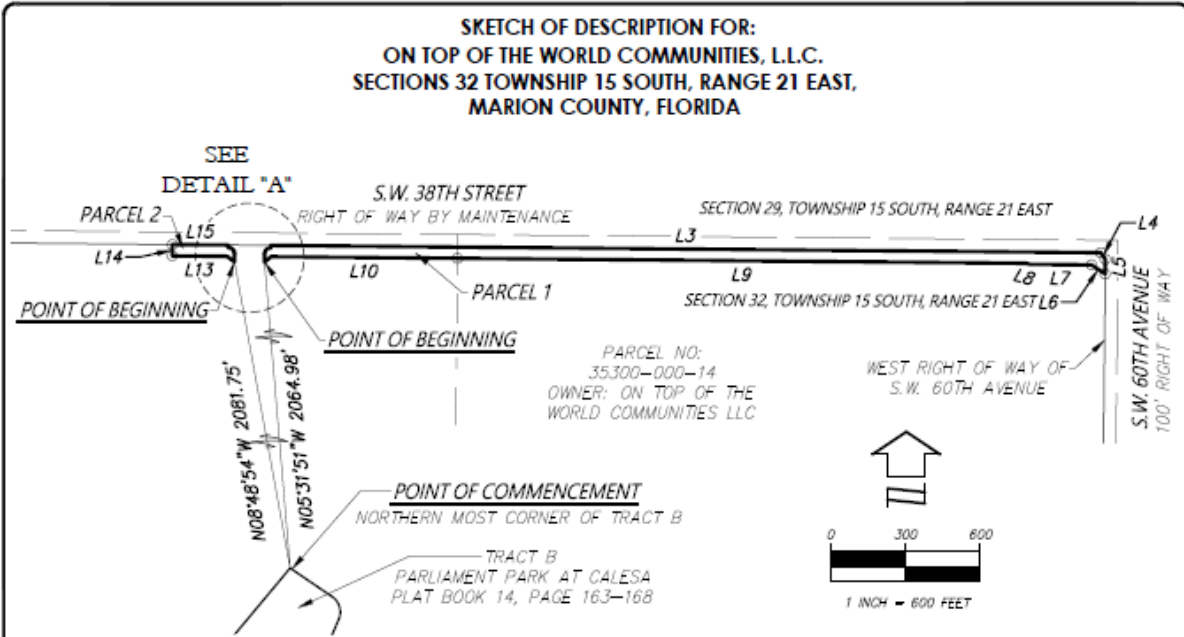 SKETCH OF DESCRIPTION FOR:
ON TOP OF THE WORLD COMMUNITIES, L.L.C.
SECTIONS 32 TOWNSHIP 15 SOUTH, RANGE 21 EAST,
MARION COUNTY, FLORIDA
SEE
DETAIL "A"
S.W. 38TH STREET
RIGHT OF WAY BY MAINTENANCE
SECTION 29, TOWNSHIP 15 SOUTH, RANGE 21 EAST
PARCEL 2
L15
L3
L4
L14
L13
L10
L9
L8
L7
L5
PARCEL 1
SECTION 32, TOWNSHIP 15 SOUTH, RANGE 21 EAST
L6
POINT OF BEGINNING
POINT OF BEGINNING
PARCEL NO:
35300-000-14
OWNER: ON TOP OF THE
WORLD COMMUNITIES LLC
WEST RIGHT OF WAY OF
S.W. 60TH AVENUE
S.W. 60TH AVENUE
100' RIGHT OF WAY
N08°48'54"W 2081.75'
N05°31'51"W 2064.98'
POINT OF COMMENCEMENT
NORTHERN MOST CORNER OF TRACT B
TRACT B
PARLIAMENT PARK AT CALESA
PLAT BOOK 14, PAGE 163-168
N
0 300 600
1 INCH = 600 FEET